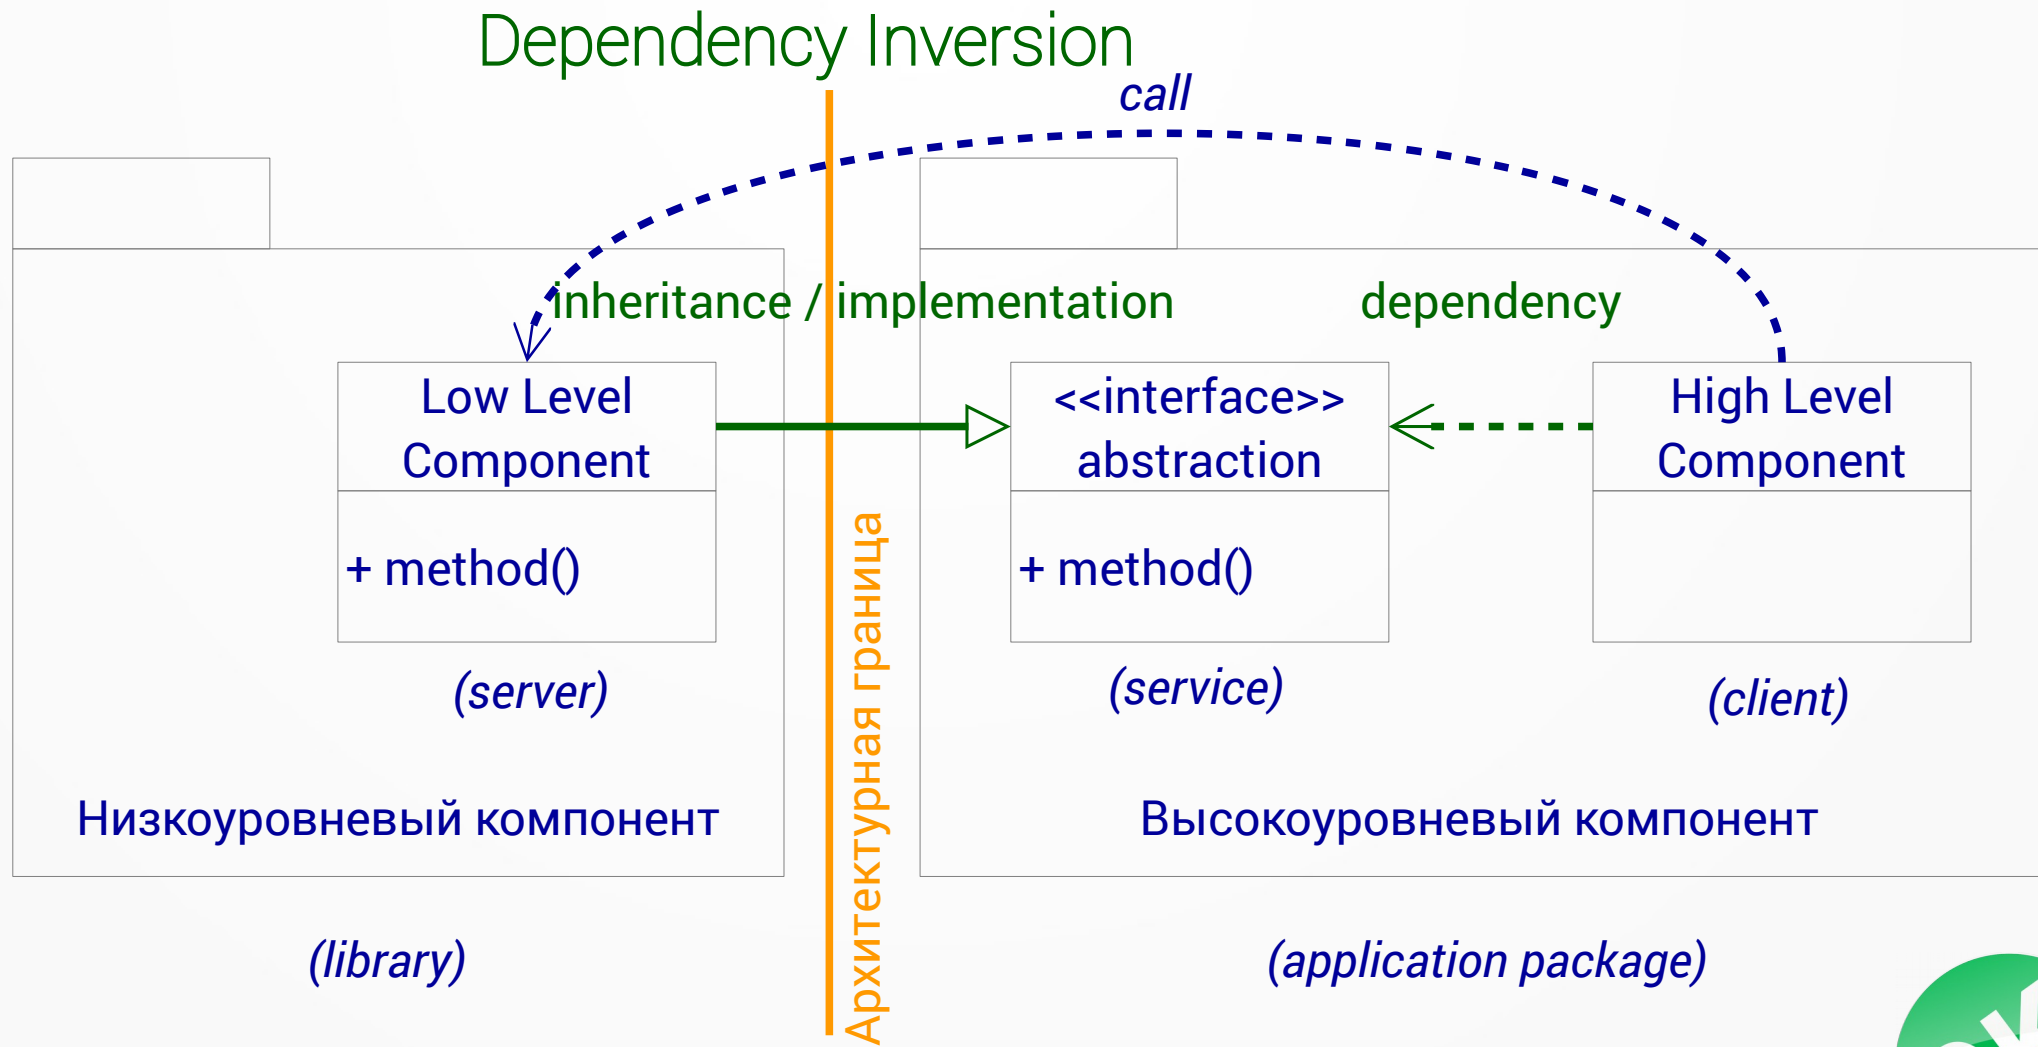 Dependency Inversion
call
inheritance / implementation
dependency
Low Level
Component
+ method()
(server)
<<interface>>
abstraction
+ method()
(service)
High Level
Component
(client)
Архитектурная граница
Низкоуровневый компонент
Высокоуровневый компонент
(library)
(application package)